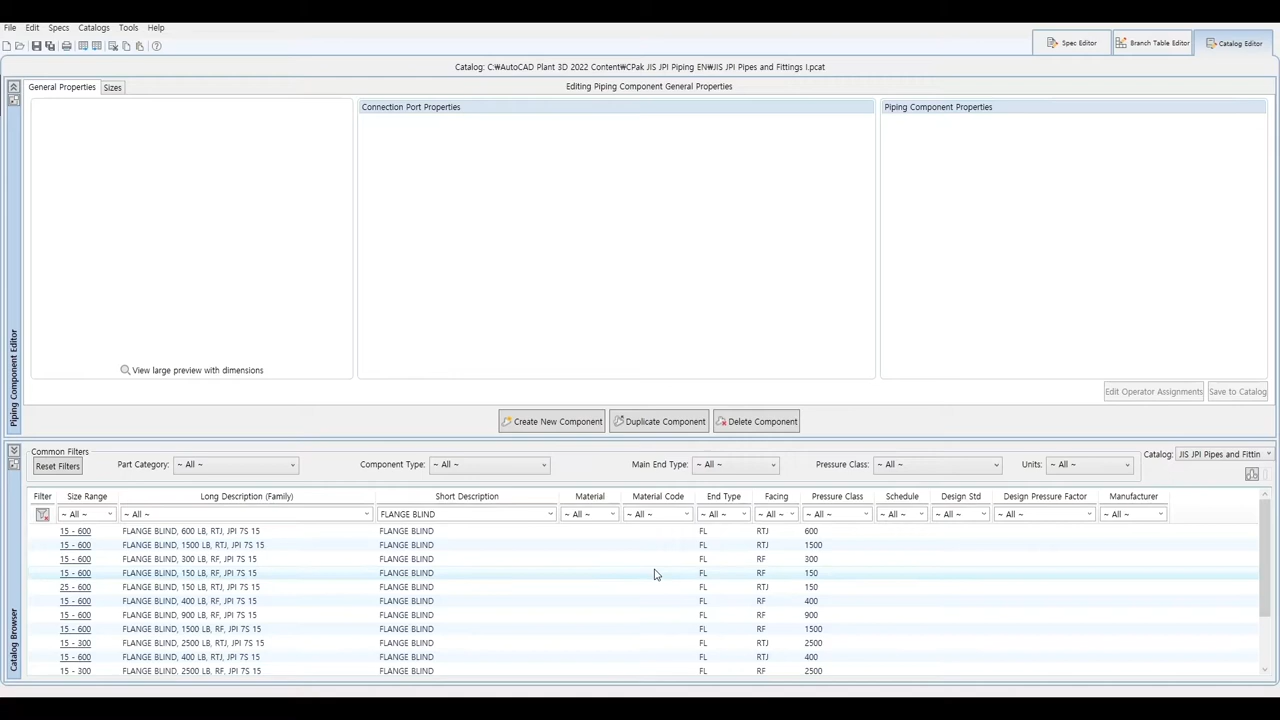 File Edit Specs Catalogs Tools Help
Spec Editor Branch Table Editor Catalog Editor
Catalog: C:₩AutoCAD Plant 3D 2022 Content₩CPak JIS JPI Piping EN₩JIS JPI Pipes and Fittings I.pcat
General Properties Sizes Editing Piping Component General Properties
Connection Port Properties Piping Component Properties
View large preview with dimensions
Piping Component Editor
Edit Operator Assignments Save to Catalog
Create New Component Duplicate Component Delete Component
Common Filters
Reset Filters Part Category: ~ All ~ Component Type: ~ All ~ Main End Type: ~ All ~ Pressure Class: ~ All ~ Units: ~ All ~ Catalog: JIS JPI Pipes and Fittin
Filter Size Range Long Description (Family) Short Description Material Material Code End Type Facing Pressure Class Schedule Design Std Design Pressure Factor Manufacturer
~ All ~ ~ All ~ FLANGE BLIND ~ All ~ ~ All ~ ~ All ~ ~ All ~ ~ All ~ ~ All ~ ~ All ~ ~ All ~ ~ All ~
15 - 600 FLANGE BLIND, 600 LB, RTJ, JPI 7S 15 FLANGE BLIND FL RTJ 600
15 - 600 FLANGE BLIND, 1500 LB, RTJ, JPI 7S 15 FLANGE BLIND FL RTJ 1500
15 - 600 FLANGE BLIND, 300 LB, RF, JPI 7S 15 FLANGE BLIND FL RF 300
15 - 600 FLANGE BLIND, 150 LB, RF, JPI 7S 15 FLANGE BLIND FL RF 150
25 - 600 FLANGE BLIND, 150 LB, RTJ, JPI 7S 15 FLANGE BLIND FL RTJ 150
15 - 600 FLANGE BLIND, 400 LB, RF, JPI 7S 15 FLANGE BLIND FL RF 400
15 - 600 FLANGE BLIND, 900 LB, RF, JPI 7S 15 FLANGE BLIND FL RF 900
15 - 600 FLANGE BLIND, 1500 LB, RF, JPI 7S 15 FLANGE BLIND FL RF 1500
15 - 300 FLANGE BLIND, 2500 LB, RTJ, JPI 7S 15 FLANGE BLIND FL RTJ 2500
15 - 600 FLANGE BLIND, 400 LB, RTJ, JPI 7S 15 FLANGE BLIND FL RTJ 400
15 - 300 FLANGE BLIND, 2500 LB, RF, JPI 7S 15 FLANGE BLIND FL RF 2500
Catalog Browser